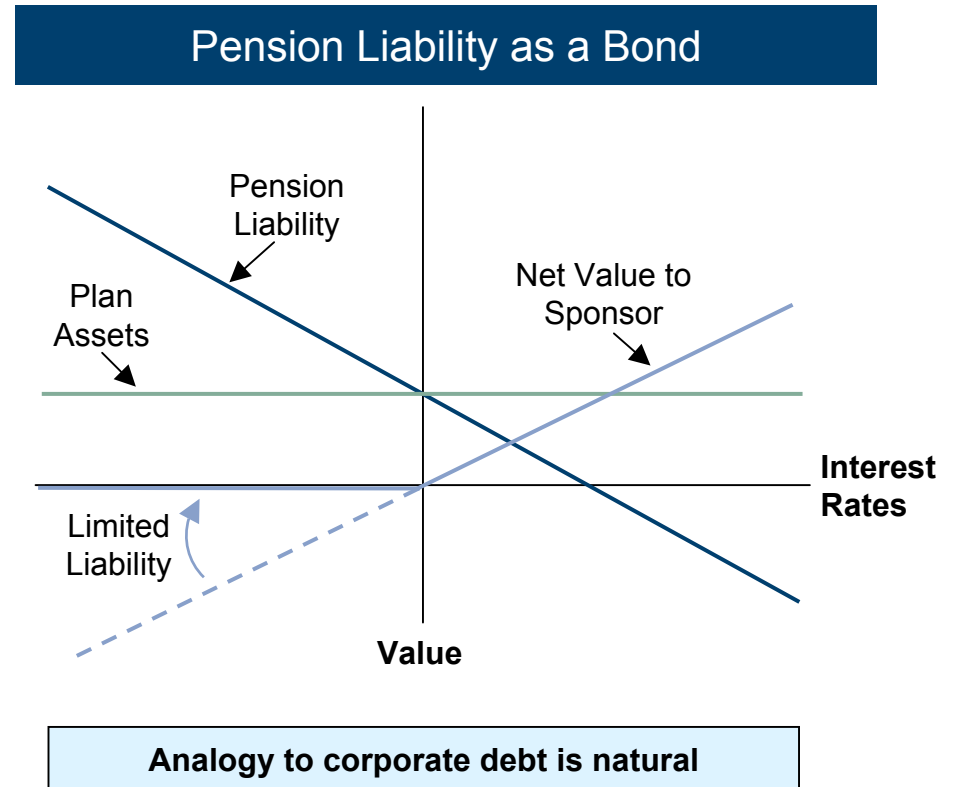 Pension Liability as a Bond
Pension
Liability
Plan
Assets
Net Value to
Sponsor
Interest
Rates
Limited
Liability
Value
Analogy to corporate debt is natural